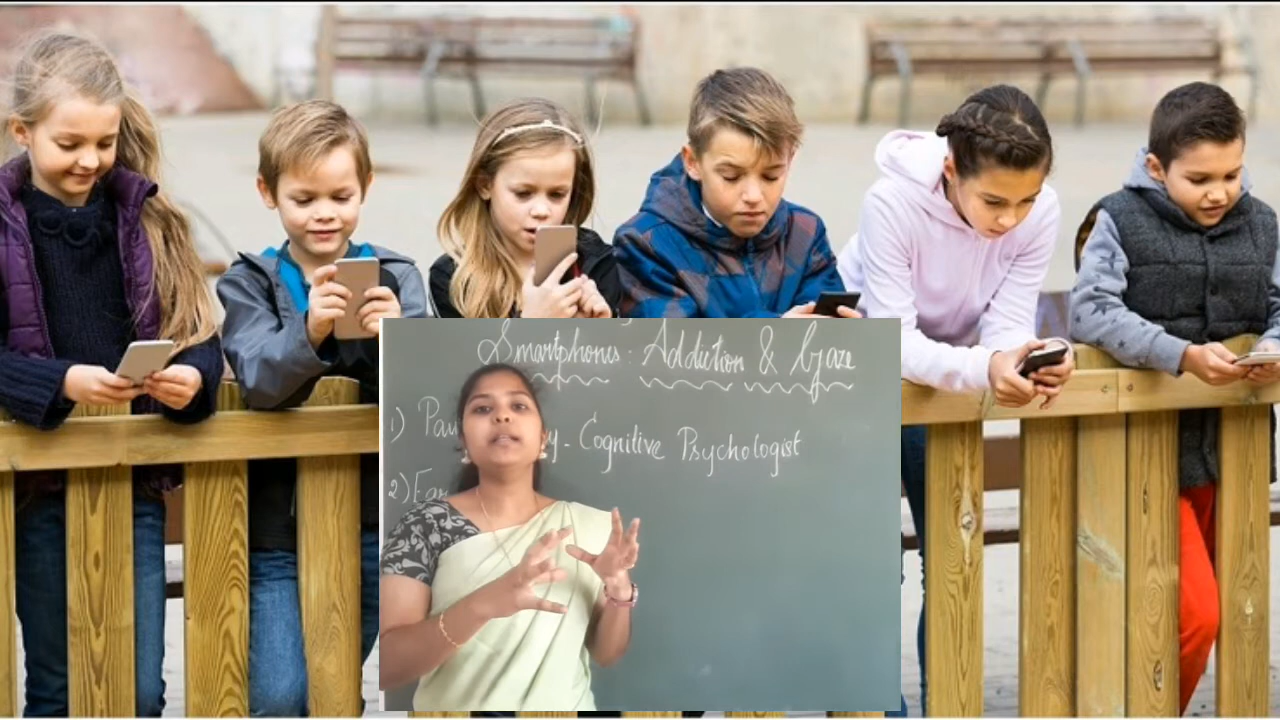 Smartphones : Addiction & Craze
1) - Cognitive Psychologist
2)